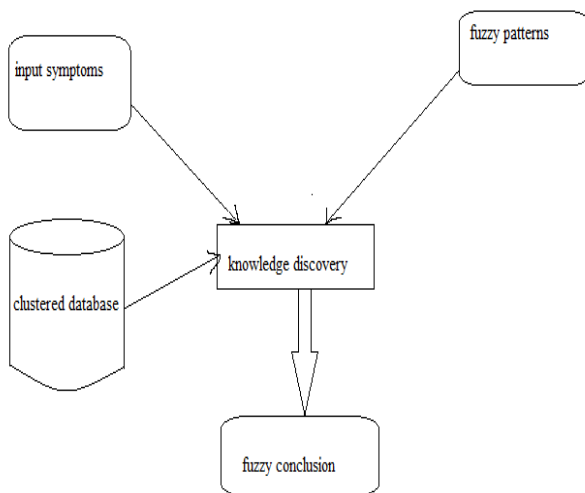 fuzzy patterns
input symptoms
knowledge discovery
clustered database
fuzzy conclusion